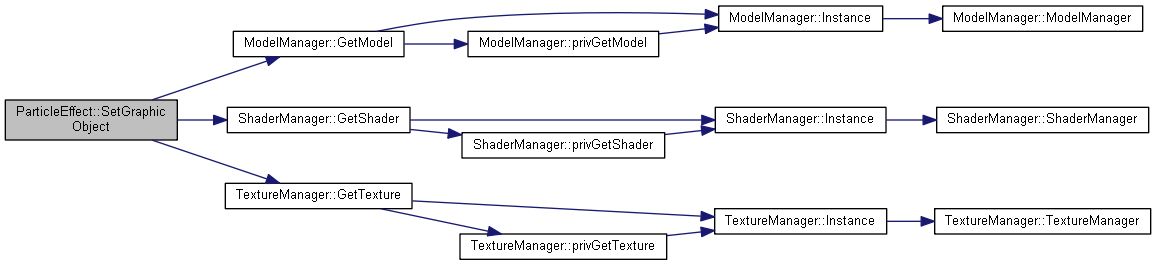 ParticleEffect::SetGraphic
Object
ModelManager::GetModel
ModelManager::privGetModel
ModelManager::Instance
ModelManager::ModelManager
ShaderManager::GetShader
ShaderManager::privGetShader
ShaderManager::Instance
ShaderManager::ShaderManager
TextureManager::GetTexture
TextureManager::privGetTexture
TextureManager::Instance
TextureManager::TextureManager